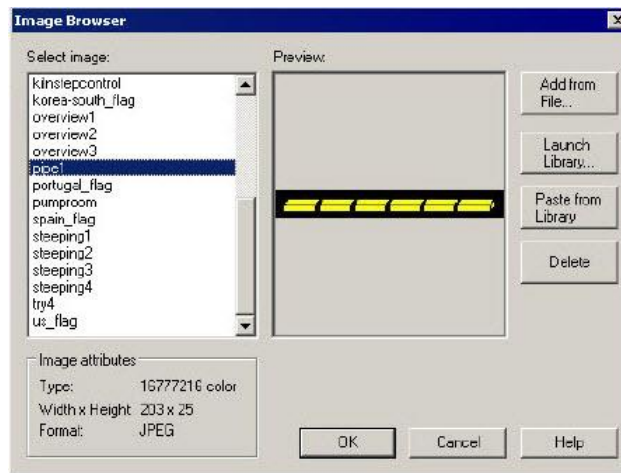 Image Browser
Select image:
kilnstepcontrol
korea-south_flag
overview1
overview2
overview3
pipe1
portugal_flag
pumproom
spain_flag
steeping1
steeping2
steeping3
steeping4
try4
us_flag
Preview:
Add from
File...
Launch
Library...
Paste from
Library
Delete
Image attributes
Type: 16777216 color
Width x Height 203 x 25
Format: JPEG
OK Cancel Help